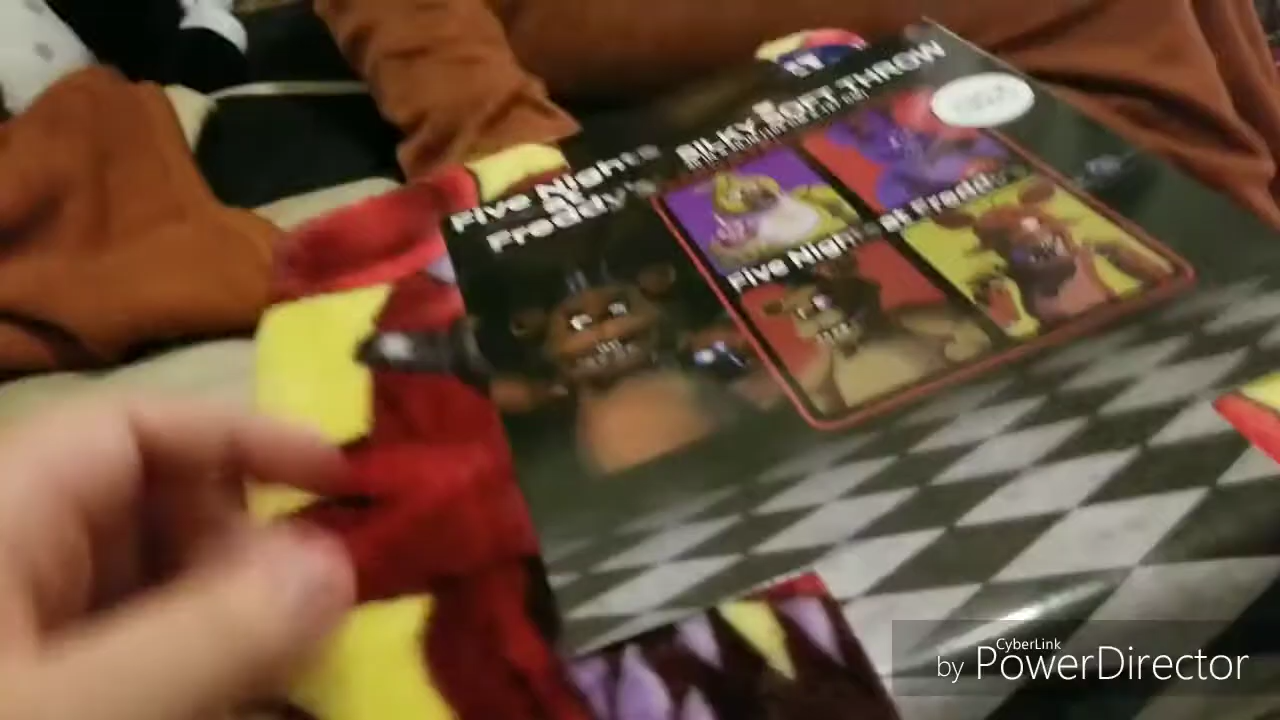 Five Nights
at
Freddy's
SILKY SOFT THROW
Five Nights at Freddy's
CyberLink
by PowerDirector